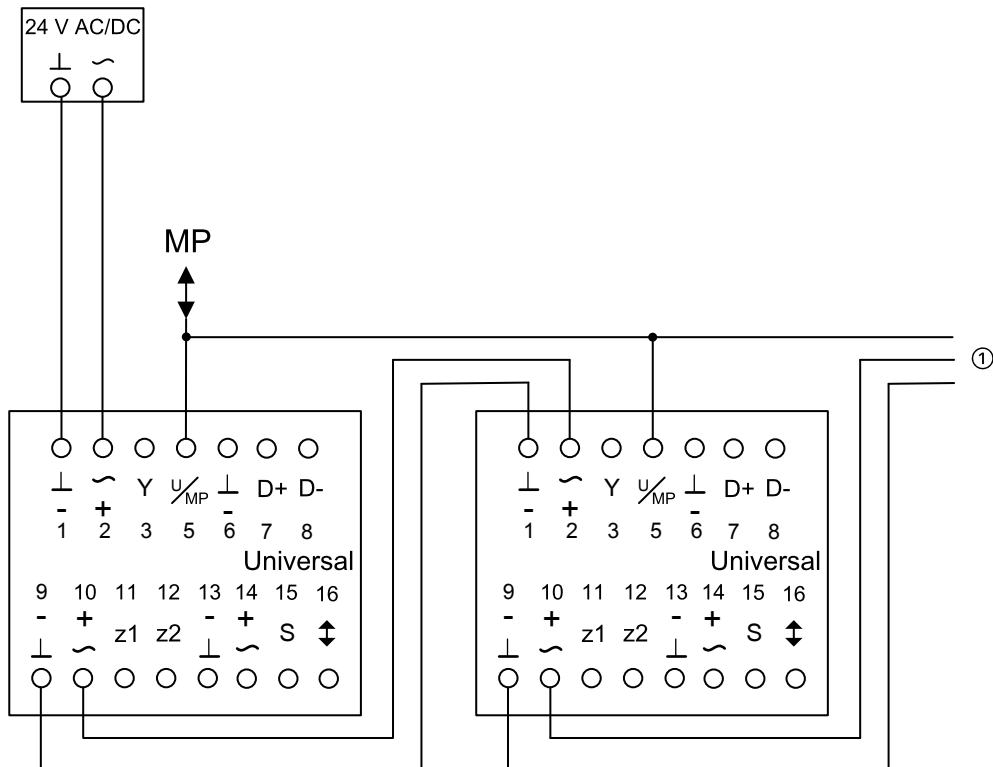 24 V AC/DC
⊥ ~
MP
①
⊥ ~ Y U/MP ⊥ D+ D-
- + -
1 2 3 5 6 7 8
Universal
9 10 11 12 13 14 15 16
- + z1 z2 - + S ↕
⊥ ~ ⊥ ~
⊥ ~ Y U/MP ⊥ D+ D-
- + -
1 2 3 5 6 7 8
Universal
9 10 11 12 13 14 15 16
- + z1 z2 - + S ↕
⊥ ~ ⊥ ~